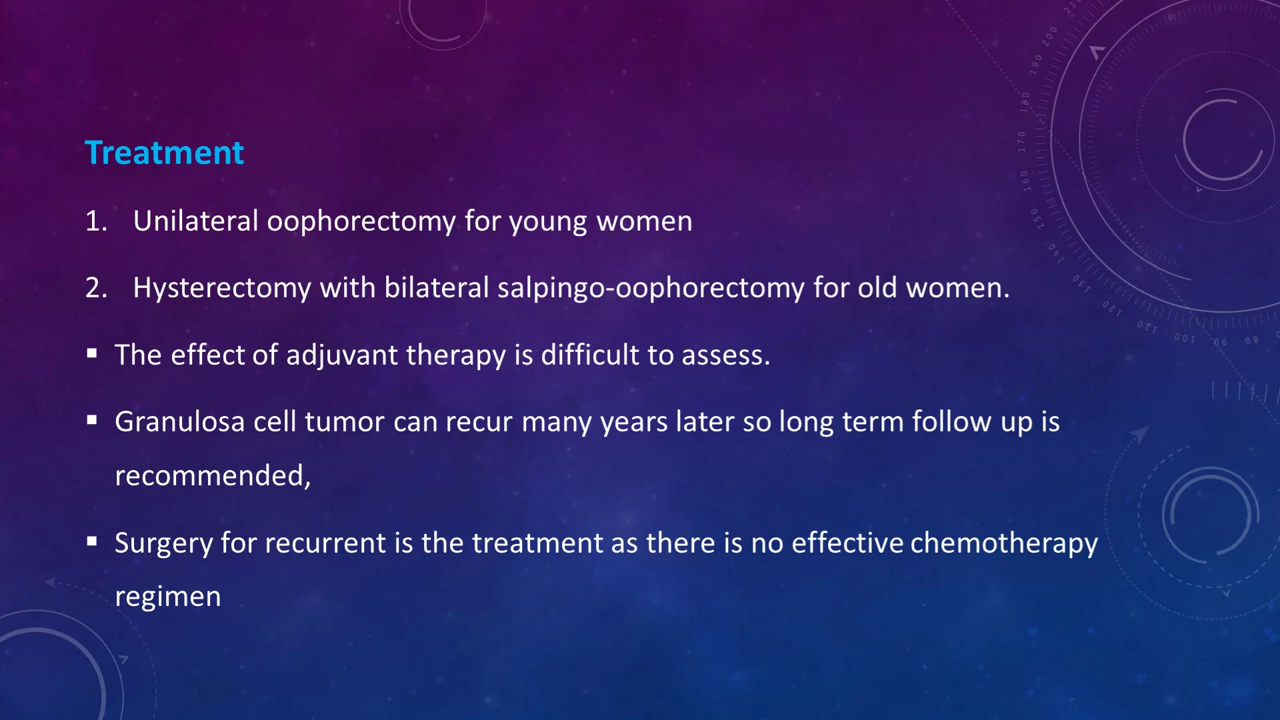 Treatment
1. Unilateral oophorectomy for young women
2. Hysterectomy with bilateral salpingo-oophorectomy for old women.
▪ The effect of adjuvant therapy is difficult to assess.
▪ Granulosa cell tumor can recur many years later so long term follow up is
recommended,
▪ Surgery for recurrent is the treatment as there is no effective chemotherapy
regimen